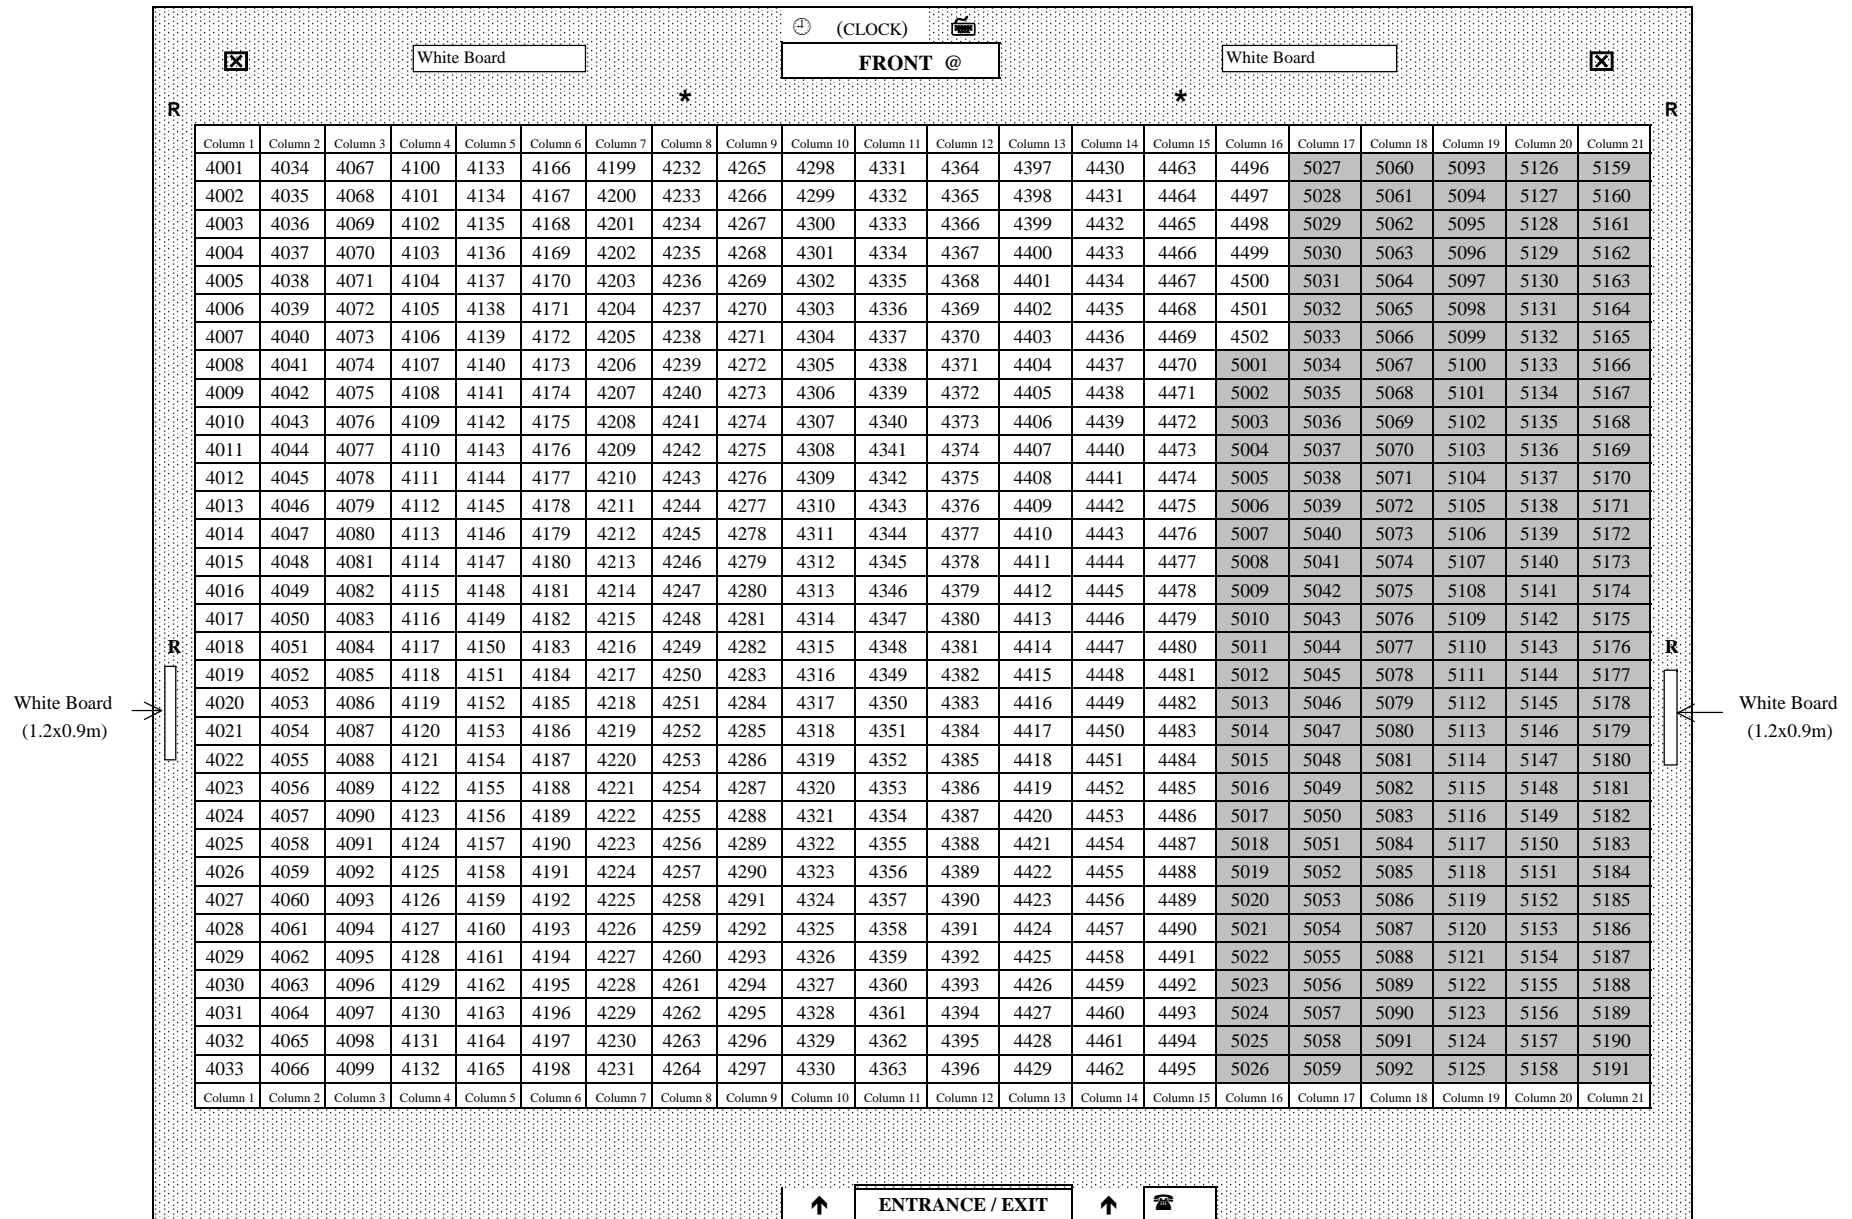 (CLOCK)
White Board FRONT @ White Board
* *
R R
Column 1 Column 2 Column 3 Column 4 Column 5 Column 6 Column 7 Column 8 Column 9 Column 10 Column 11 Column 12 Column 13 Column 14 Column 15 Column 16 Column 17 Column 18 Column 19 Column 20 Column 21
4001 4034 4067 4100 4133 4166 4199 4232 4265 4298 4331 4364 4397 4430 4463 4496 5027 5060 5093 5126 5159
4002 4035 4068 4101 4134 4167 4200 4233 4266 4299 4332 4365 4398 4431 4464 4497 5028 5061 5094 5127 5160
4003 4036 4069 4102 4135 4168 4201 4234 4267 4300 4333 4366 4399 4432 4465 4498 5029 5062 5095 5128 5161
4004 4037 4070 4103 4136 4169 4202 4235 4268 4301 4334 4367 4400 4433 4466 4499 5030 5063 5096 5129 5162
4005 4038 4071 4104 4137 4170 4203 4236 4269 4302 4335 4368 4401 4434 4467 4500 5031 5064 5097 5130 5163
4006 4039 4072 4105 4138 4171 4204 4237 4270 4303 4336 4369 4402 4435 4468 4501 5032 5065 5098 5131 5164
4007 4040 4073 4106 4139 4172 4205 4238 4271 4304 4337 4370 4403 4436 4469 4502 5033 5066 5099 5132 5165
4008 4041 4074 4107 4140 4173 4206 4239 4272 4305 4338 4371 4404 4437 4470 5001 5034 5067 5100 5133 5166
4009 4042 4075 4108 4141 4174 4207 4240 4273 4306 4339 4372 4405 4438 4471 5002 5035 5068 5101 5134 5167
4010 4043 4076 4109 4142 4175 4208 4241 4274 4307 4340 4373 4406 4439 4472 5003 5036 5069 5102 5135 5168
4011 4044 4077 4110 4143 4176 4209 4242 4275 4308 4341 4374 4407 4440 4473 5004 5037 5070 5103 5136 5169
4012 4045 4078 4111 4144 4177 4210 4243 4276 4309 4342 4375 4408 4441 4474 5005 5038 5071 5104 5137 5170
4013 4046 4079 4112 4145 4178 4211 4244 4277 4310 4343 4376 4409 4442 4475 5006 5039 5072 5105 5138 5171
4014 4047 4080 4113 4146 4179 4212 4245 4278 4311 4344 4377 4410 4443 4476 5007 5040 5073 5106 5139 5172
4015 4048 4081 4114 4147 4180 4213 4246 4279 4312 4345 4378 4411 4444 4477 5008 5041 5074 5107 5140 5173
4016 4049 4082 4115 4148 4181 4214 4247 4280 4313 4346 4379 4412 4445 4478 5009 5042 5075 5108 5141 5174
4017 4050 4083 4116 4149 4182 4215 4248 4281 4314 4347 4380 4413 4446 4479 5010 5043 5076 5109 5142 5175
R 4018 4051 4084 4117 4150 4183 4216 4249 4282 4315 4348 4381 4414 4447 4480 5011 5044 5077 5110 5143 5176 R
4019 4052 4085 4118 4151 4184 4217 4250 4283 4316 4349 4382 4415 4448 4481 5012 5045 5078 5111 5144 5177
White Board 4020 4053 4086 4119 4152 4185 4218 4251 4284 4317 4350 4383 4416 4449 4482 5013 5046 5079 5112 5145 5178 White Board
(1.2x0.9m) 4021 4054 4087 4120 4153 4186 4219 4252 4285 4318 4351 4384 4417 4450 4483 5014 5047 5080 5113 5146 5179 (1.2x0.9m)
4022 4055 4088 4121 4154 4187 4220 4253 4286 4319 4352 4385 4418 4451 4484 5015 5048 5081 5114 5147 5180
4023 4056 4089 4122 4155 4188 4221 4254 4287 4320 4353 4386 4419 4452 4485 5016 5049 5082 5115 5148 5181
4024 4057 4090 4123 4156 4189 4222 4255 4288 4321 4354 4387 4420 4453 4486 5017 5050 5083 5116 5149 5182
4025 4058 4091 4124 4157 4190 4223 4256 4289 4322 4355 4388 4421 4454 4487 5018 5051 5084 5117 5150 5183
4026 4059 4092 4125 4158 4191 4224 4257 4290 4323 4356 4389 4422 4455 4488 5019 5052 5085 5118 5151 5184
4027 4060 4093 4126 4159 4192 4225 4258 4291 4324 4357 4390 4423 4456 4489 5020 5053 5086 5119 5152 5185
4028 4061 4094 4127 4160 4193 4226 4259 4292 4325 4358 4391 4424 4457 4490 5021 5054 5087 5120 5153 5186
4029 4062 4095 4128 4161 4194 4227 4260 4293 4326 4359 4392 4425 4458 4491 5022 5055 5088 5121 5154 5187
4030 4063 4096 4129 4162 4195 4228 4261 4294 4327 4360 4393 4426 4459 4492 5023 5056 5089 5122 5155 5188
4031 4064 4097 4130 4163 4196 4229 4262 4295 4328 4361 4394 4427 4460 4493 5024 5057 5090 5123 5156 5189
4032 4065 4098 4131 4164 4197 4230 4263 4296 4329 4362 4395 4428 4461 4494 5025 5058 5091 5124 5157 5190
4033 4066 4099 4132 4165 4198 4231 4264 4297 4330 4363 4396 4429 4462 4495 5026 5059 5092 5125 5158 5191
Column 1 Column 2 Column 3 Column 4 Column 5 Column 6 Column 7 Column 8 Column 9 Column 10 Column 11 Column 12 Column 13 Column 14 Column 15 Column 16 Column 17 Column 18 Column 19 Column 20 Column 21
ENTRANCE / EXIT